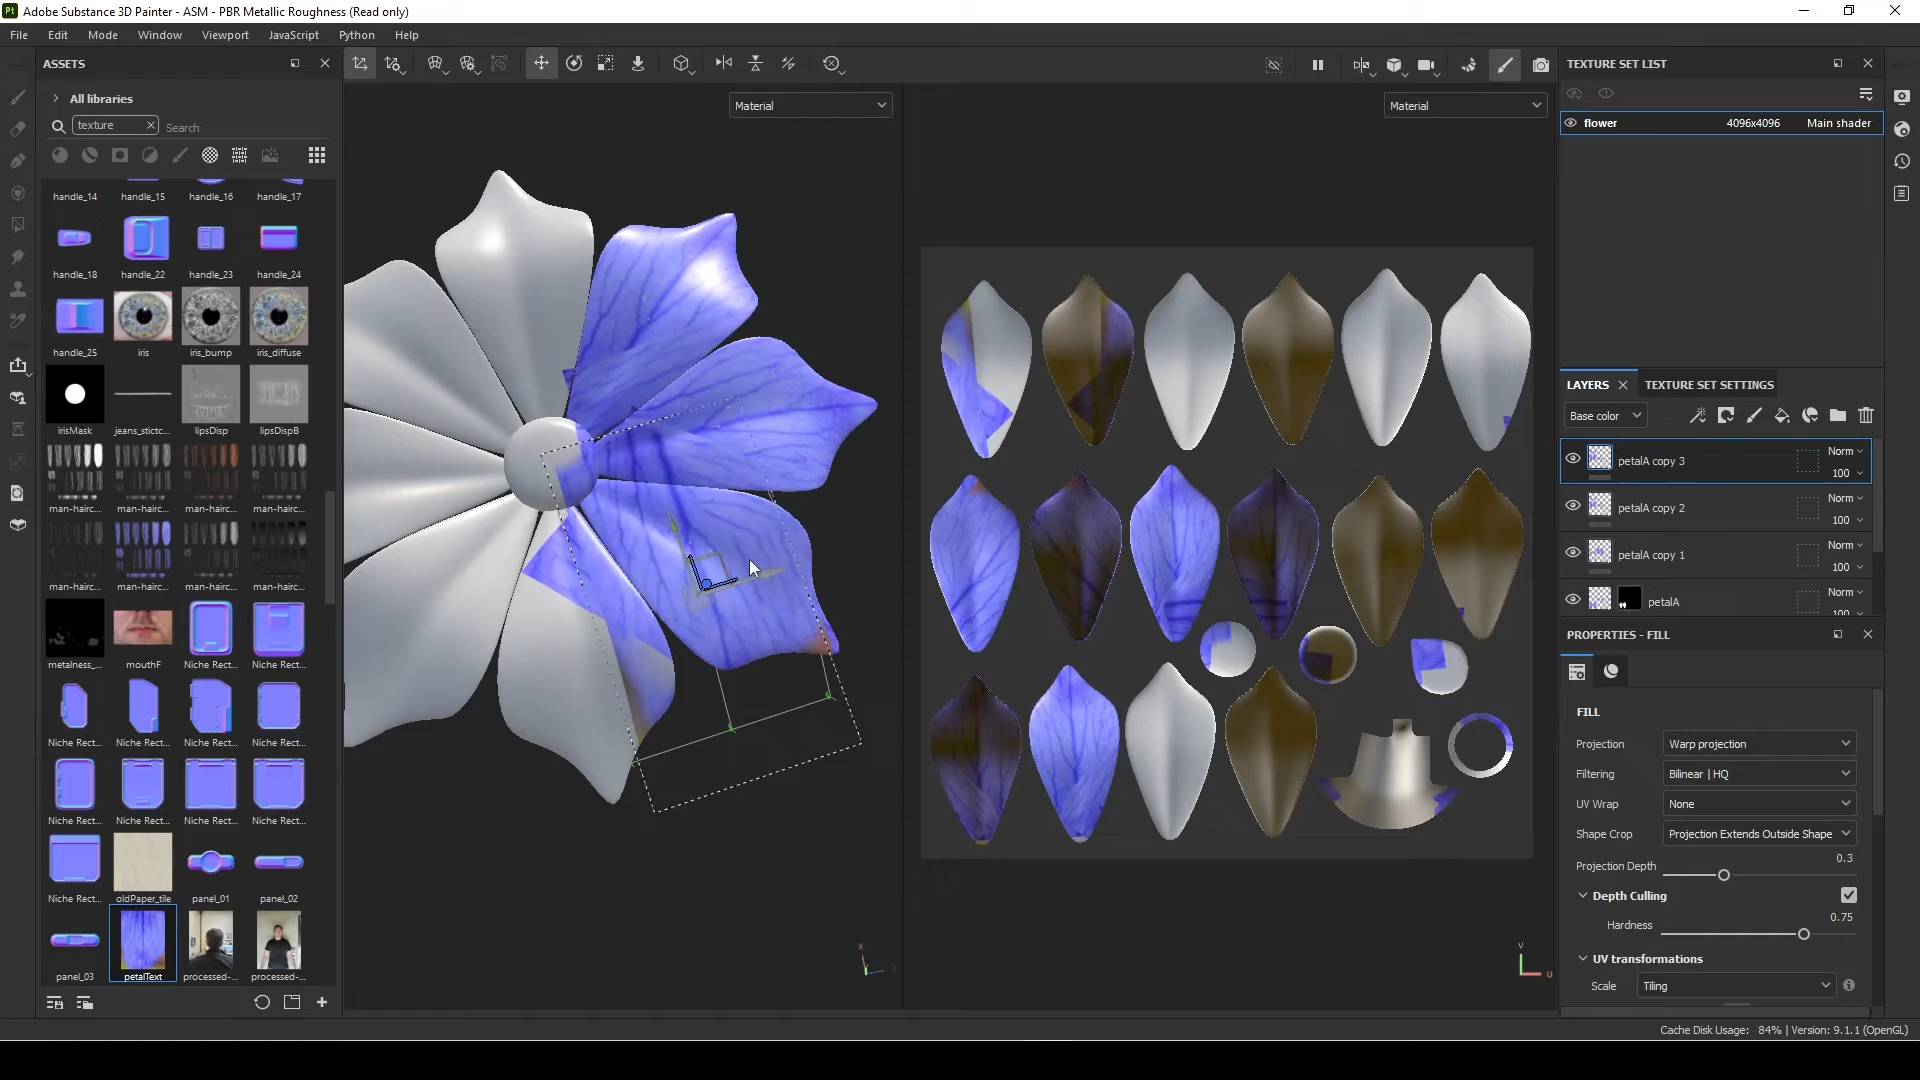 Pt Adobe Substance 3D Painter - ASM - PBR Metallic Roughness (Read only)
File Edit Mode Window Viewport JavaScript Python Help
ASSETS
All libraries
texture Search
handle_14 handle_15 handle_16 handle_17
handle_18 handle_22 handle_23 handle_24
handle_25 iris iris_bump iris_diffuse
irisMask jeans_stictc... lipsDisp lipsDispB
man-hairc... man-hairc... man-hairc... man-hairc...
man-hairc... man-hairc... man-hairc... man-hairc...
metalness_... mouthF Niche Rect... Niche Rect...
Niche Rect... Niche Rect... Niche Rect... Niche Rect...
Niche Rect... Niche Rect... Niche Rect... Niche Rect...
Niche Rect... oldPaper_tile panel_01 panel_02
panel_03 petalText processed-... processed-...
Material
X
Z
Material
V
U
TEXTURE SET LIST
flower 4096x4096 Main shader
LAYERS TEXTURE SET SETTINGS
Base color
petalA copy 3 Norm 100
petalA copy 2 Norm 100
petalA copy 1 Norm 100
petalA Norm 100
PROPERTIES - FILL
FILL
Projection Warp projection
Filtering Bilinear | HQ
UV Wrap None
Shape Crop Projection Extends Outside Shape
Projection Depth 0.3
Depth Culling
Hardness 0.75
UV transformations
Scale Tiling
Cache Disk Usage: 84% | Version: 9.1.1 (OpenGL)